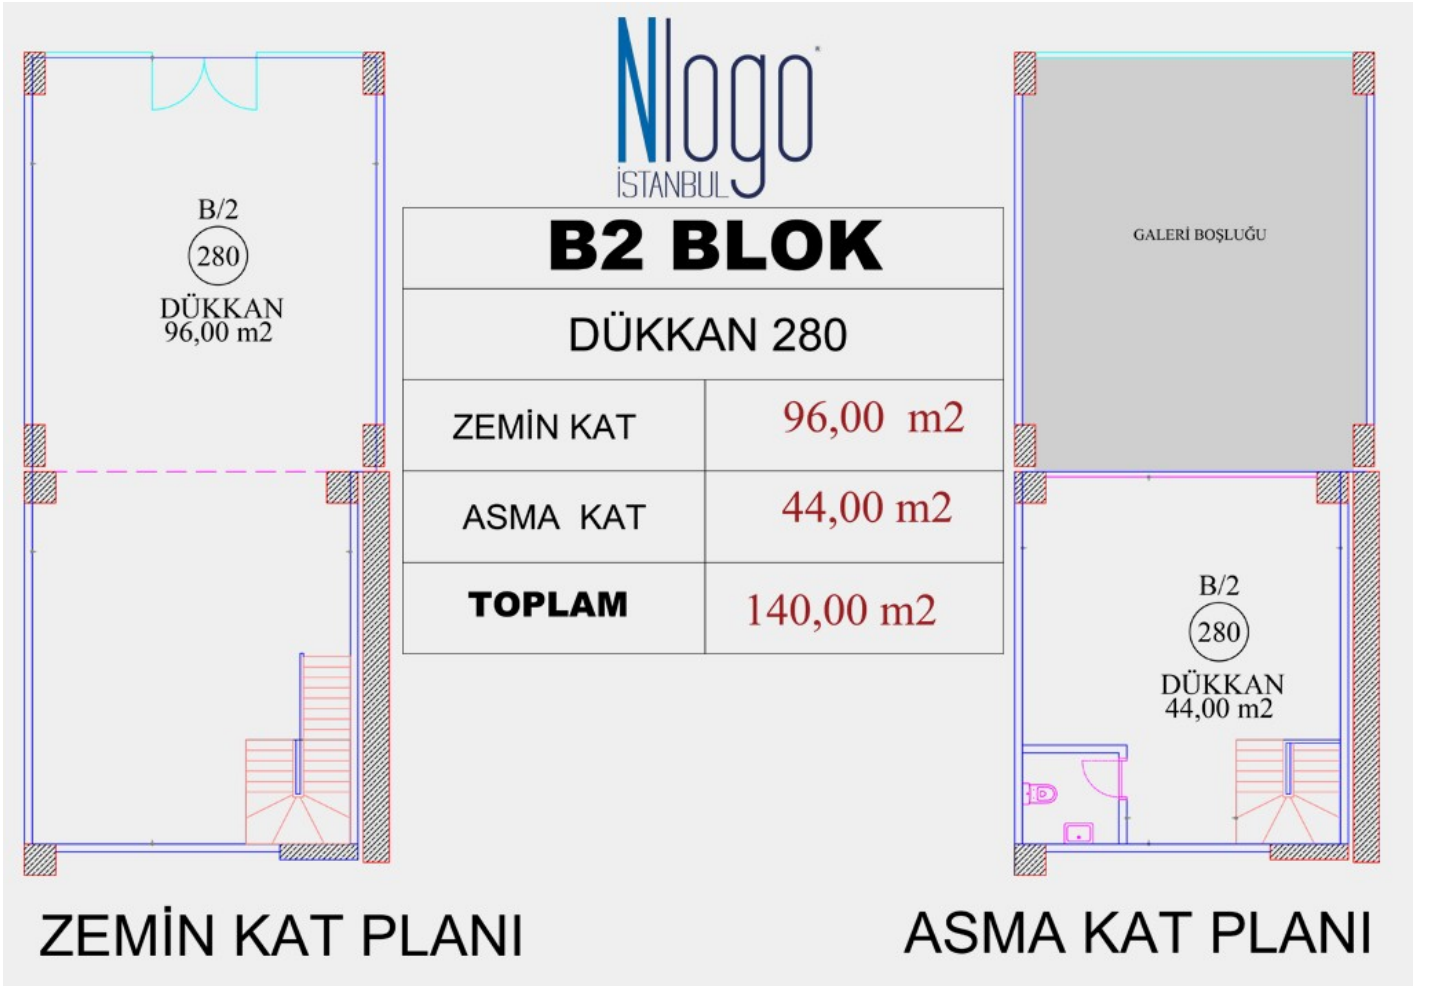 Nlogo
İSTANBUL
B2 BLOK
DÜKKAN 280
ZEMİN KAT 96,00 m2
ASMA KAT 44,00 m2
TOPLAM 140,00 m2
B/2
280
DÜKKAN
96,00 m2
ZEMİN KAT PLANI
GALERİ BOŞLUĞU
B/2
280
DÜKKAN
44,00 m2
ASMA KAT PLANI